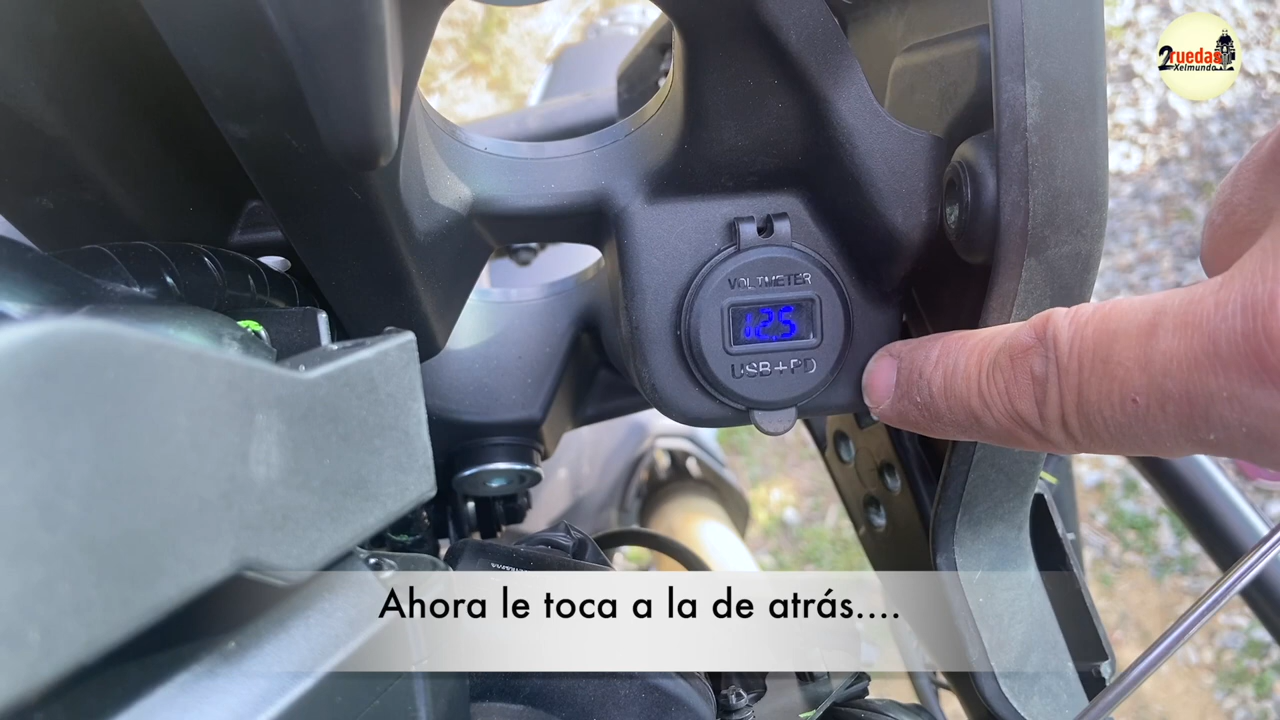 2ruedas
Xelmundo
VOLTMETER
12.5
USB+PD
Ahora le toca a la de atrás....